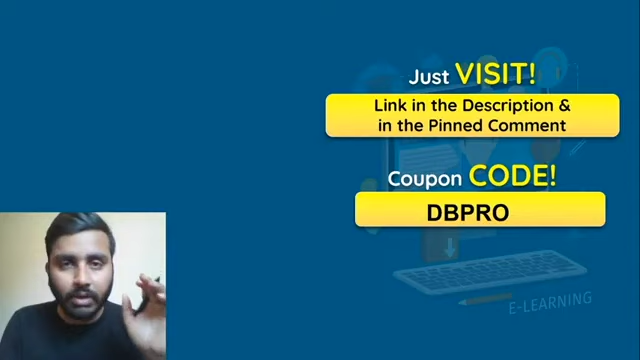 Just VISIT!
Link in the Description &
in the Pinned Comment
Coupon CODE!
DBPRO
E-LEARNING